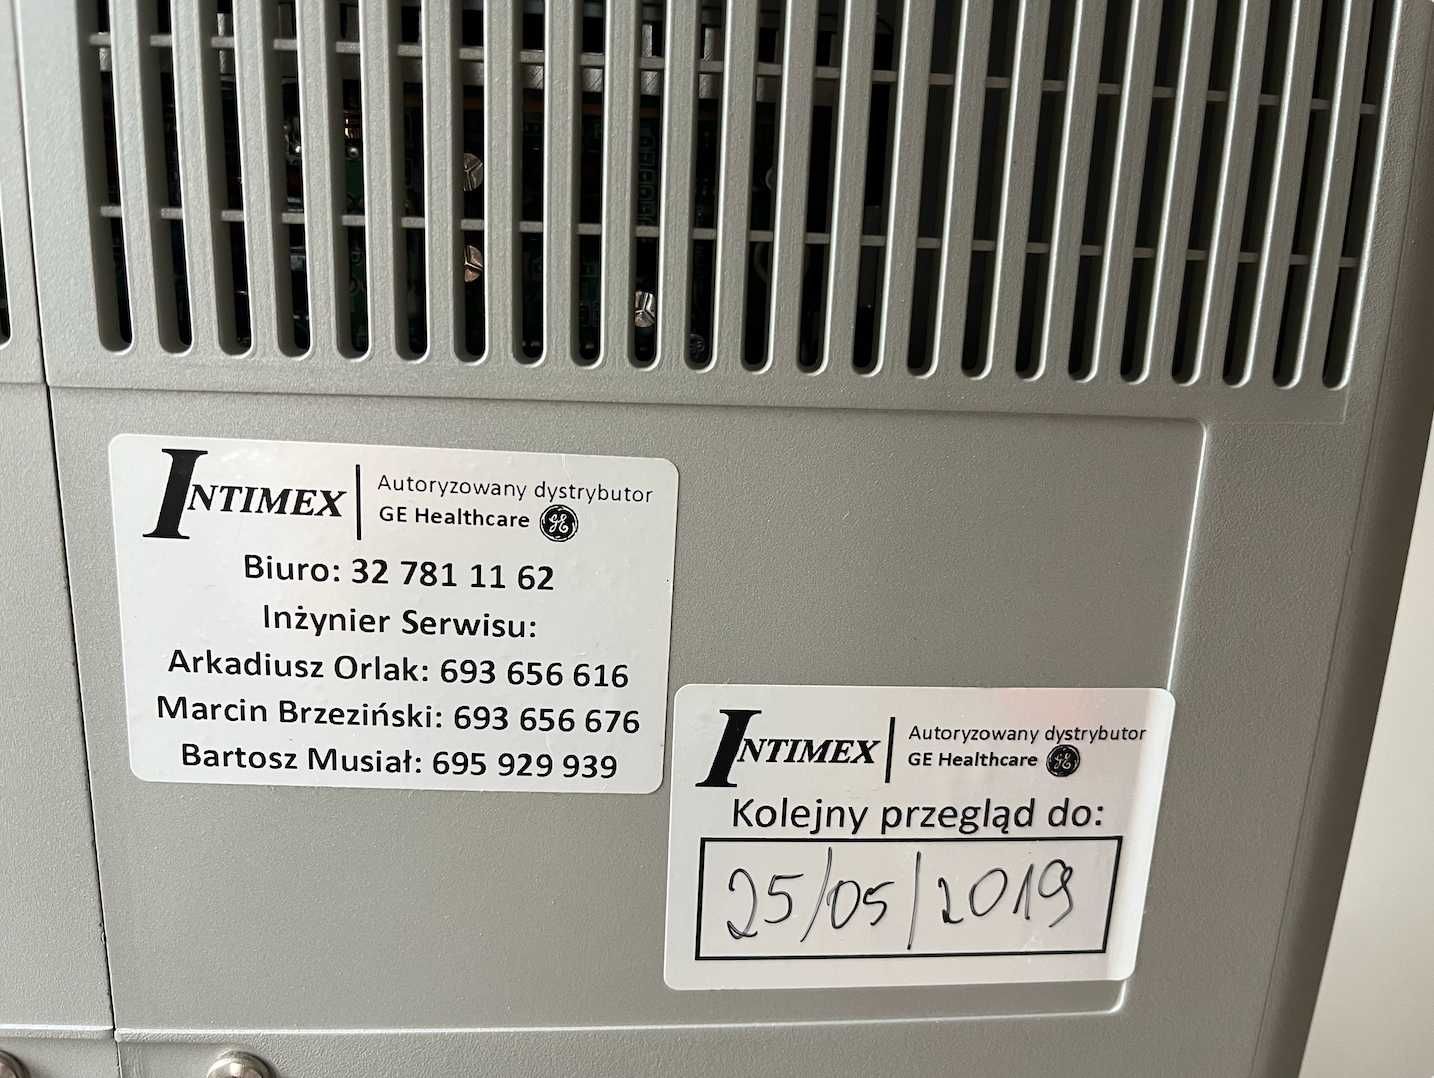 INTIMEX
Autoryzowany dystrybutor
GE Healthcare
Biuro: 32 781 11 62
Inżynier Serwisu:
Arkadiusz Orlak: 693 656 616
Marcin Brzeziński: 693 656 676
Bartosz Musiał: 695 929 939
INTIMEX
Autoryzowany dystrybutor
GE Healthcare
Kolejny przegląd do:
25/05/2019